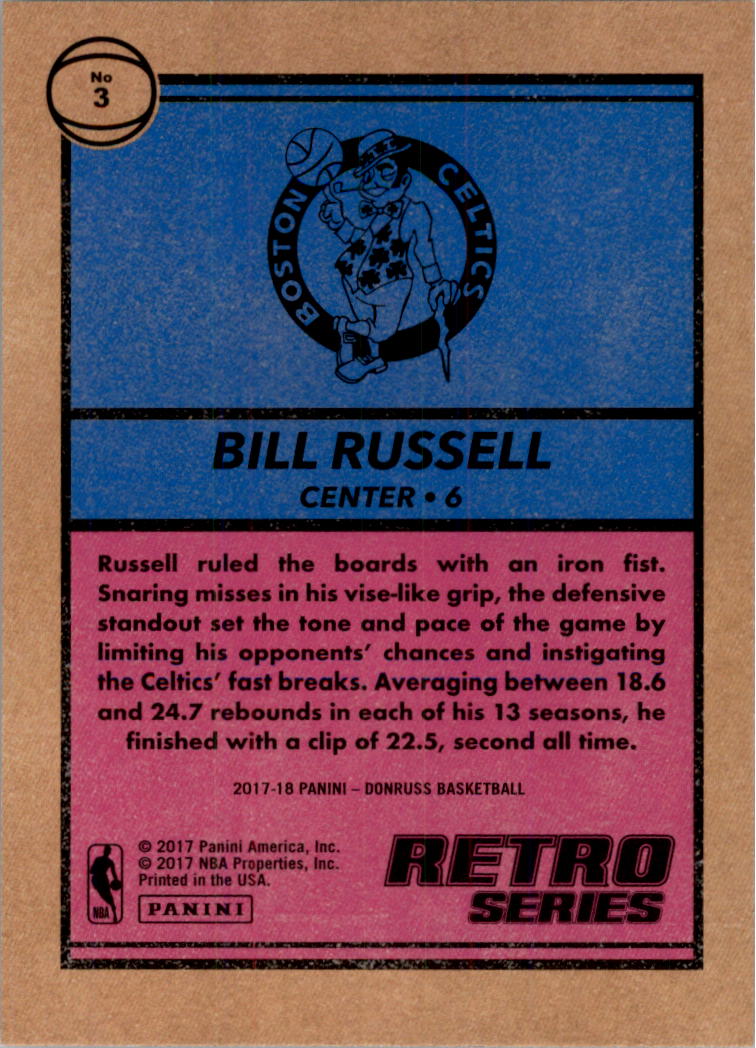 No
3
BOSTON CELTICS
BILL RUSSELL
CENTER • 6
Russell ruled the boards with an iron fist.
Snaring misses in his vise-like grip, the defensive
standout set the tone and pace of the game by
limiting his opponents’ chances and instigating
the Celtics’ fast breaks. Averaging between 18.6
and 24.7 rebounds in each of his 13 seasons, he
finished with a clip of 22.5, second all time.
2017-18 PANINI – DONRUSS BASKETBALL
© 2017 Panini America, Inc.
© 2017 NBA Properties, Inc.
Printed in the USA.
NBA
PANINI
RETRO
SERIES